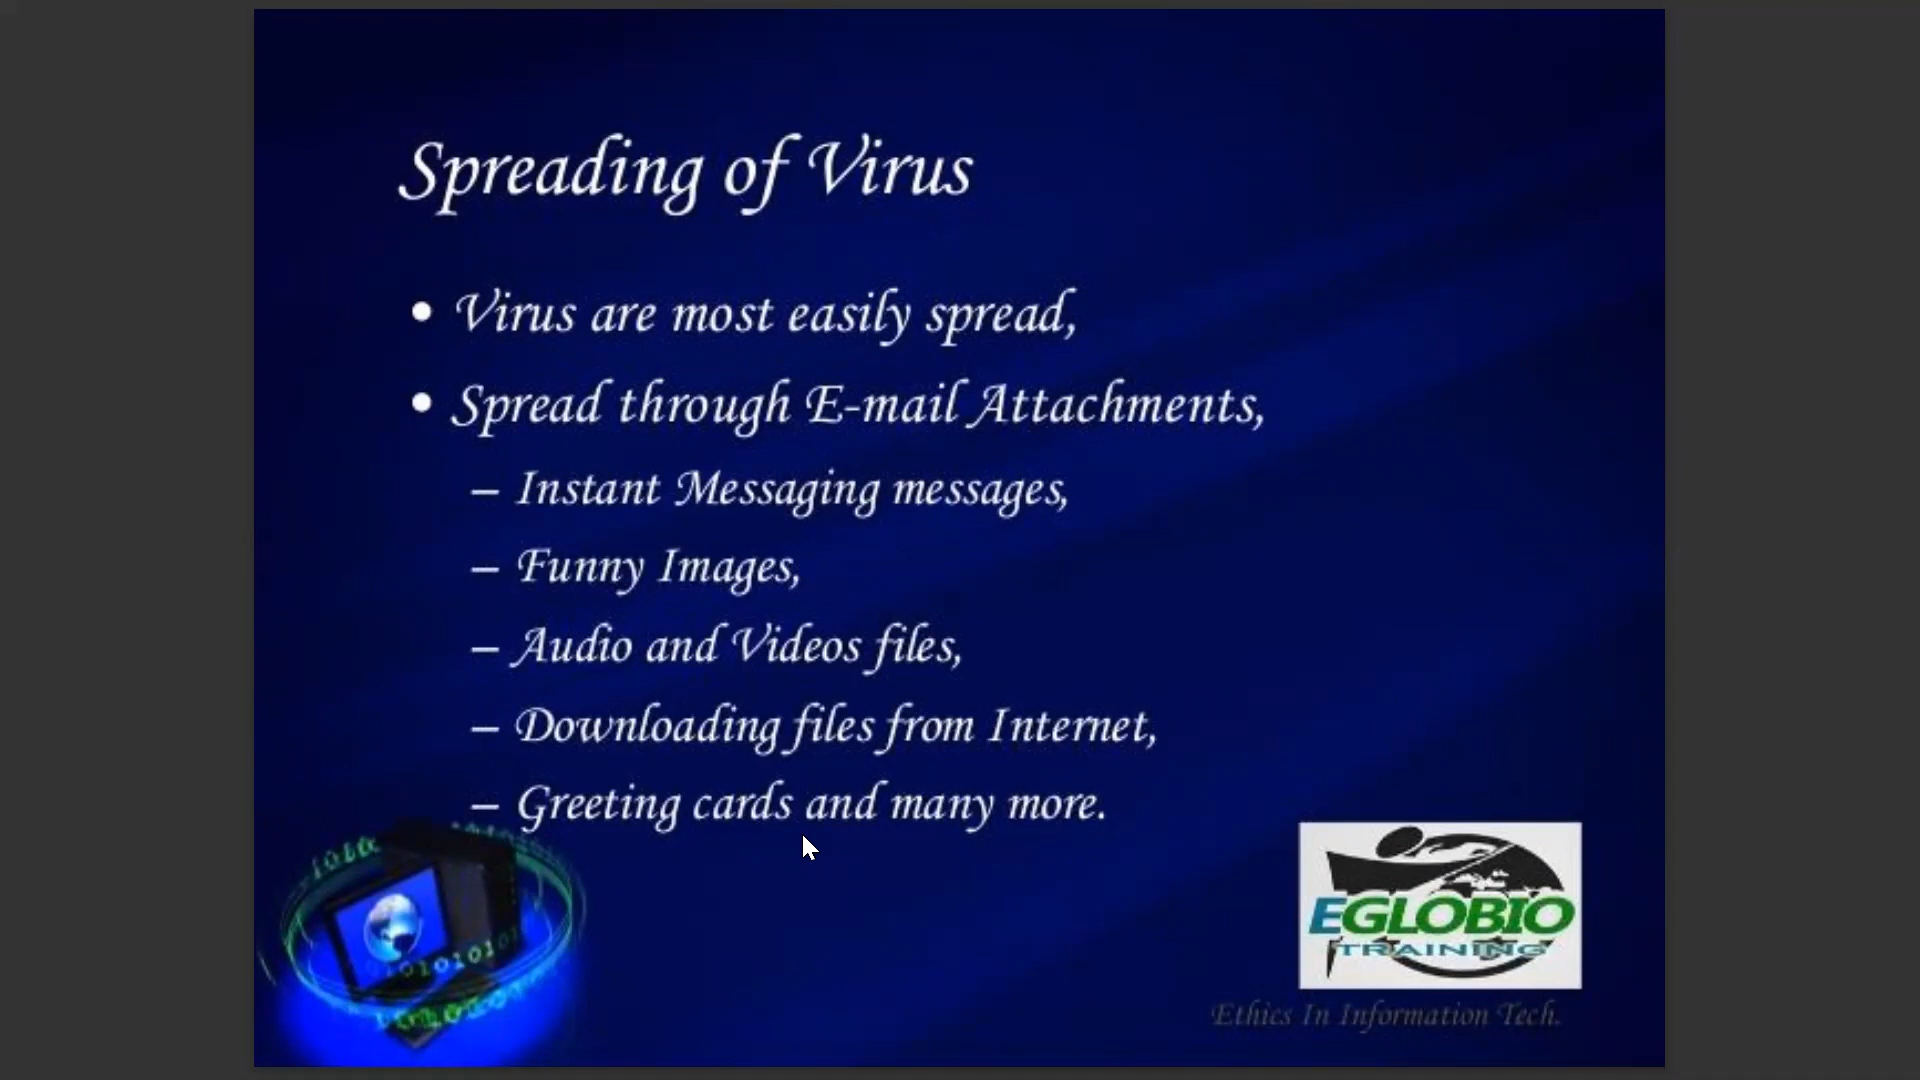 Spreading of Virus
• Virus are most easily spread,
• Spread through E-mail Attachments,
– Instant Messaging messages,
– Funny Images,
– Audio and Videos files,
– Downloading files from Internet,
– Greeting cards and many more.
EGLOBIO
TRAINING
Ethics In Information Tech.